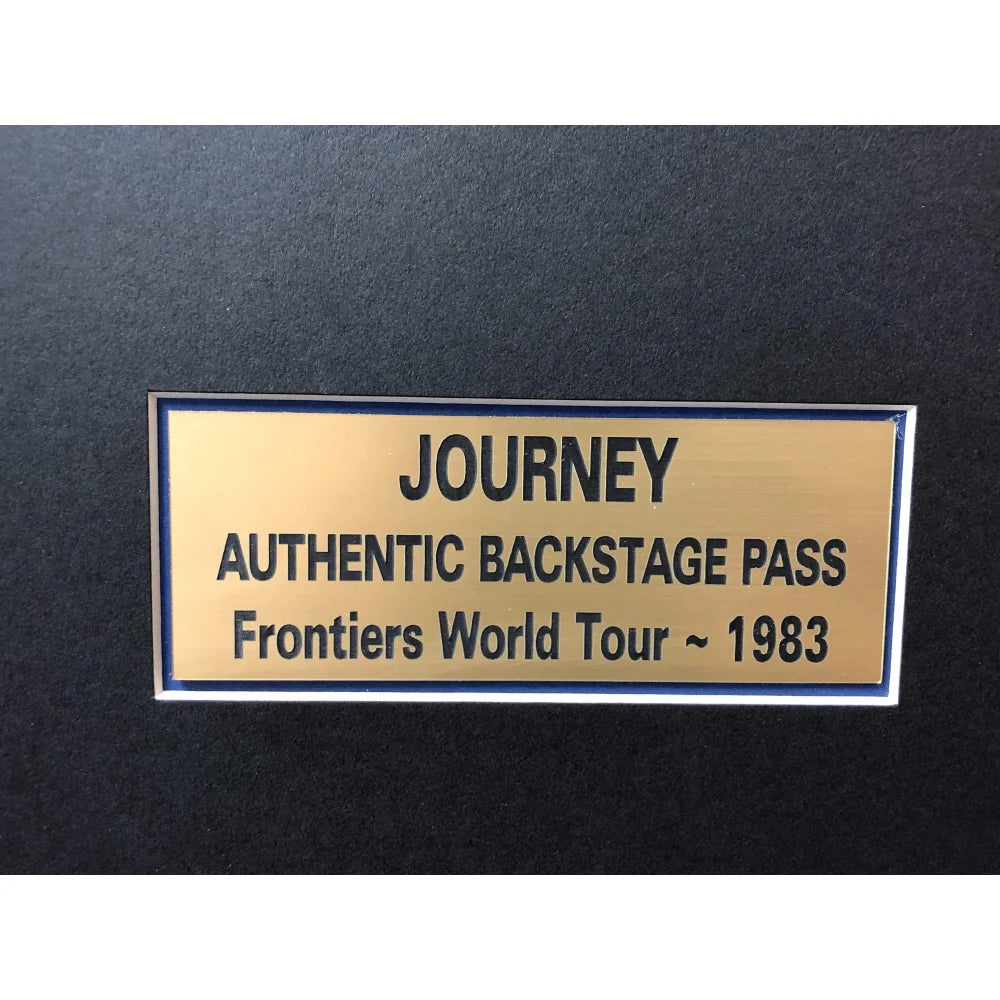 JOURNEY
AUTHENTIC BACKSTAGE PASS
Frontiers World Tour ~ 1983